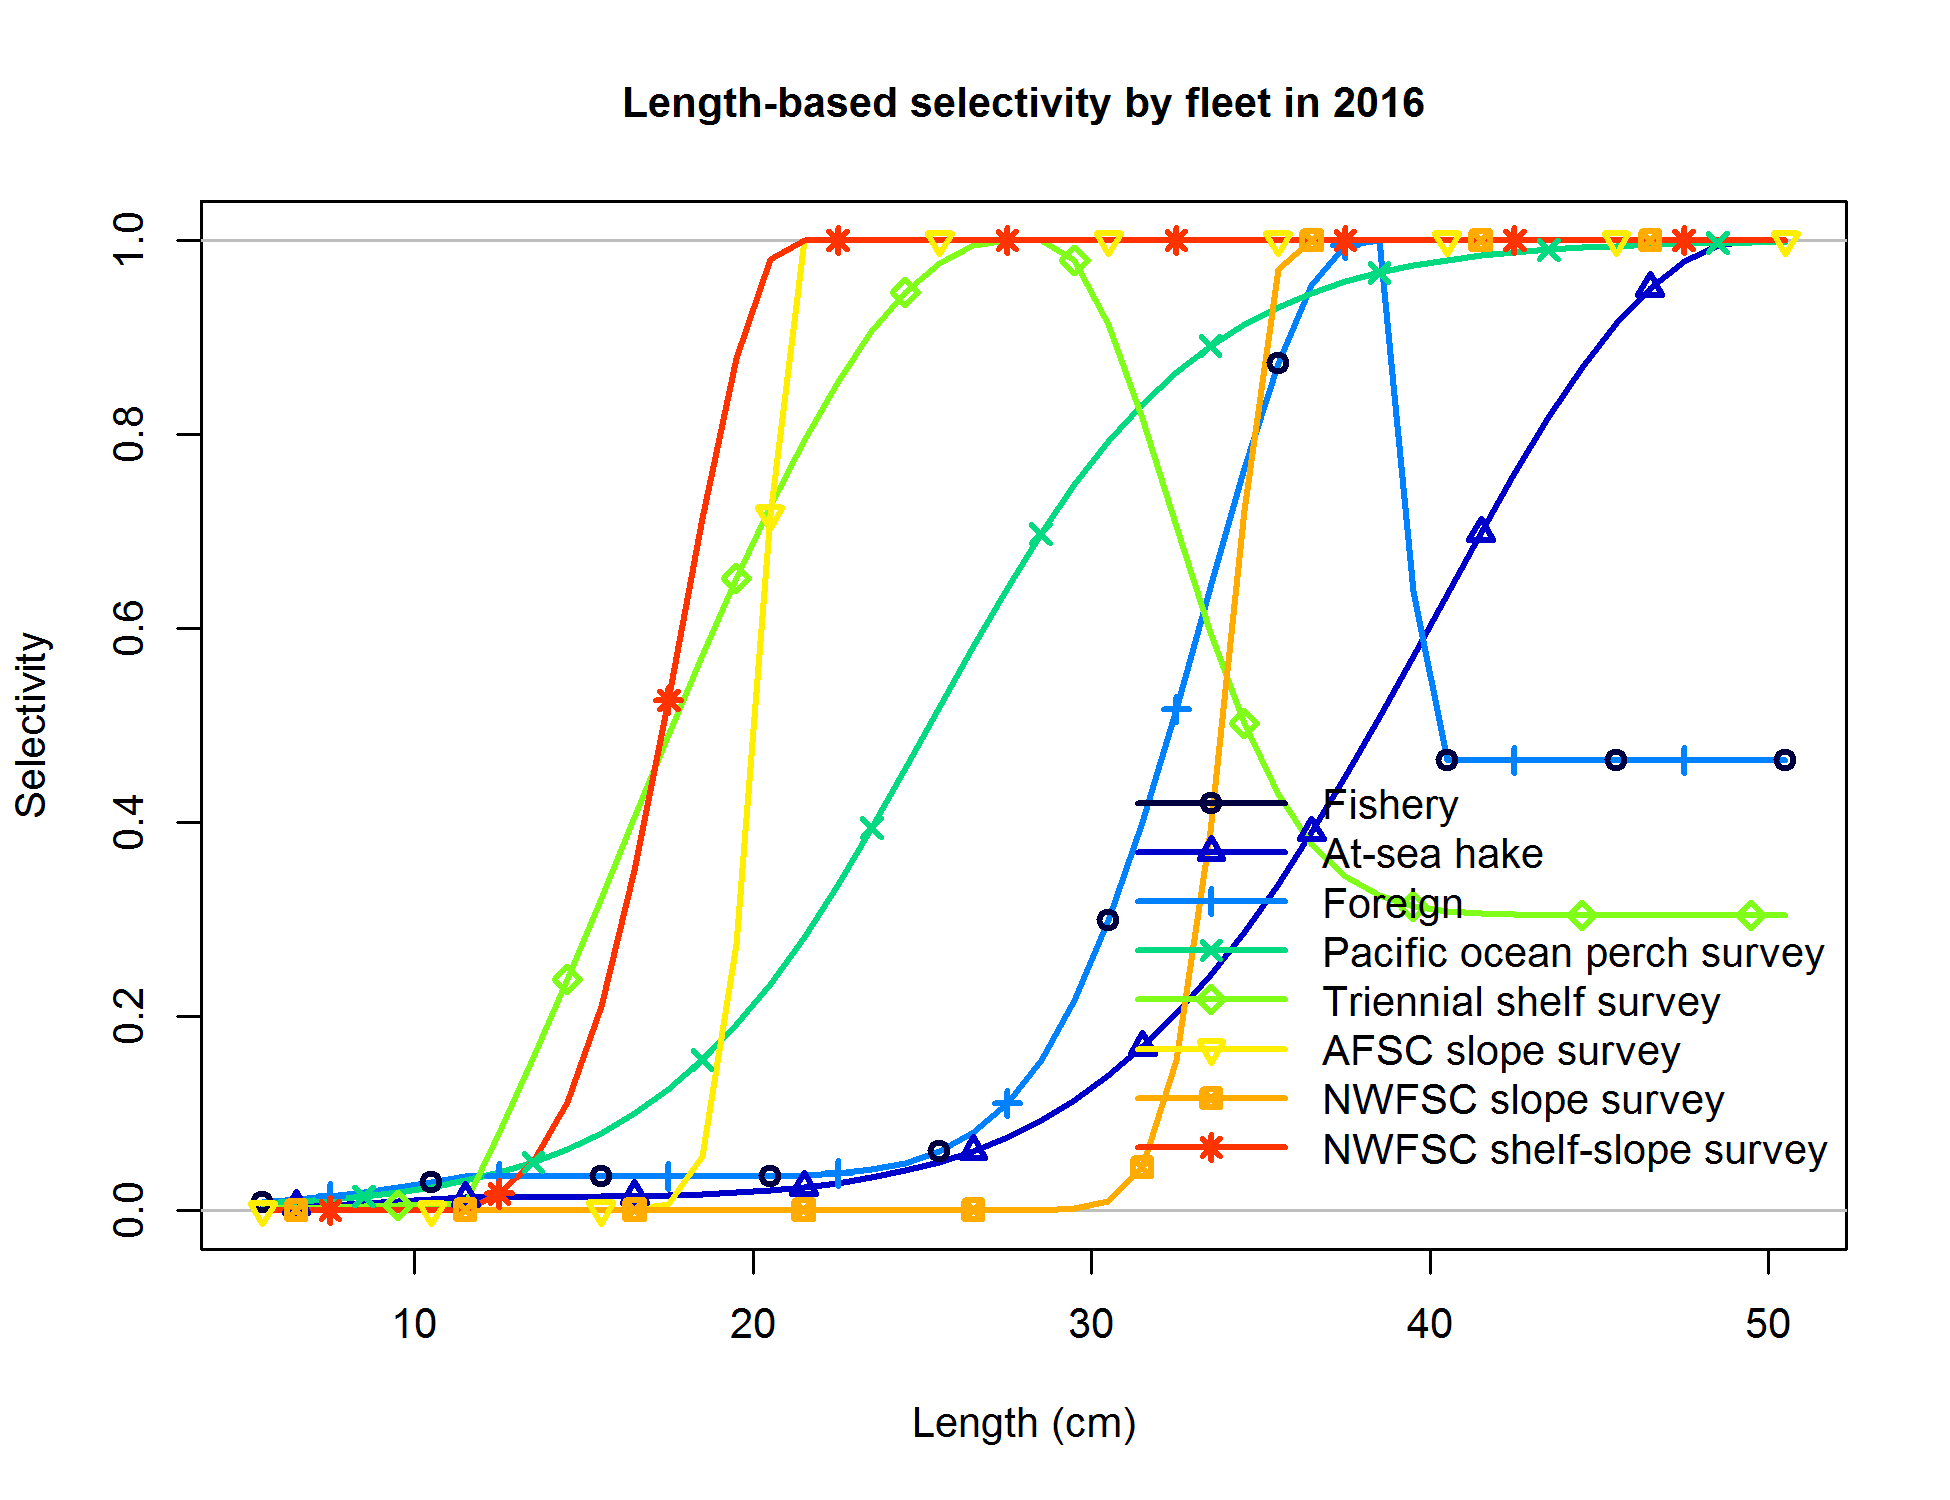 Length-based selectivity by fleet in 2016
1.0
0.8
0.6
0.4
0.2
0.0
Selectivity
Fishery
At-sea hake
Foreign
Pacific ocean perch survey
Triennial shelf survey
AFSC slope survey
NWFSC slope survey
NWFSC shelf-slope survey
10 20 30 40 50
Length (cm)